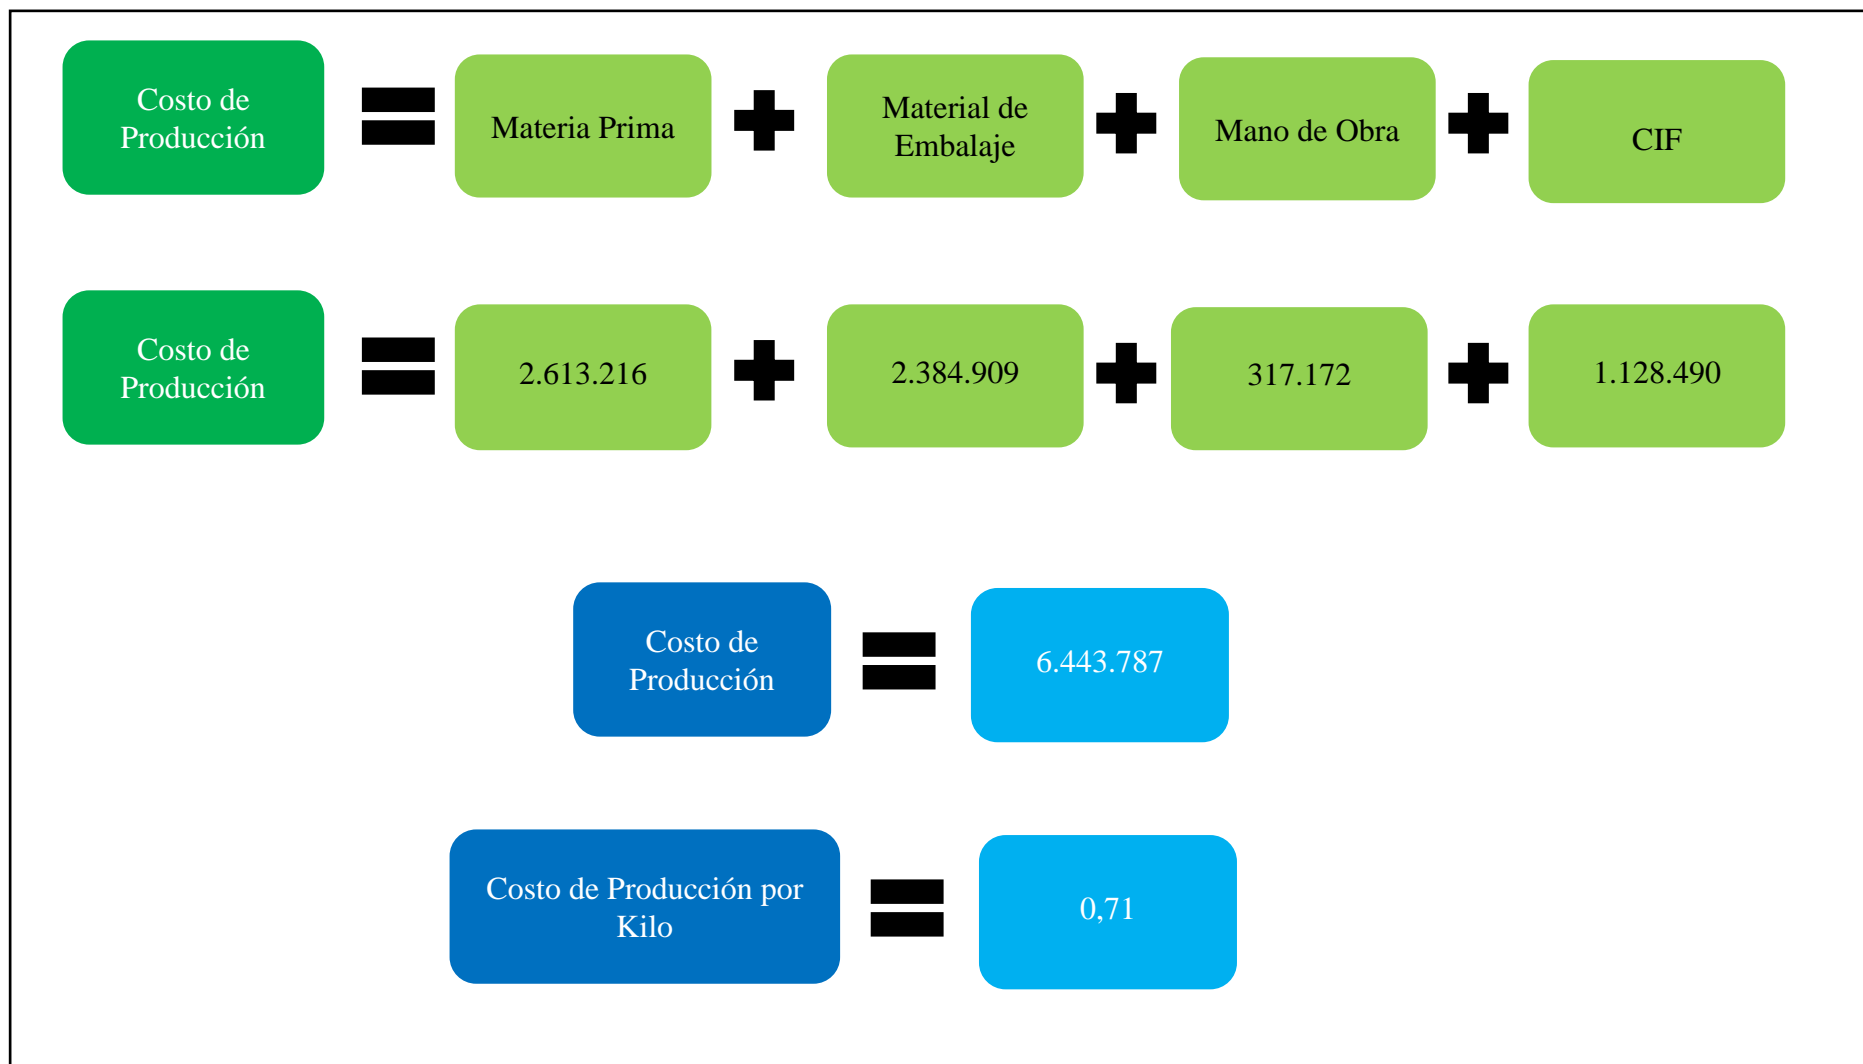 Costo de
Producción
Materia Prima
Material de
Embalaje
Mano de Obra
CIF
Costo de
Producción
2.613.216
2.384.909
317.172
1.128.490
Costo de
Producción
6.443.787
Costo de Producción por
Kilo
0,71